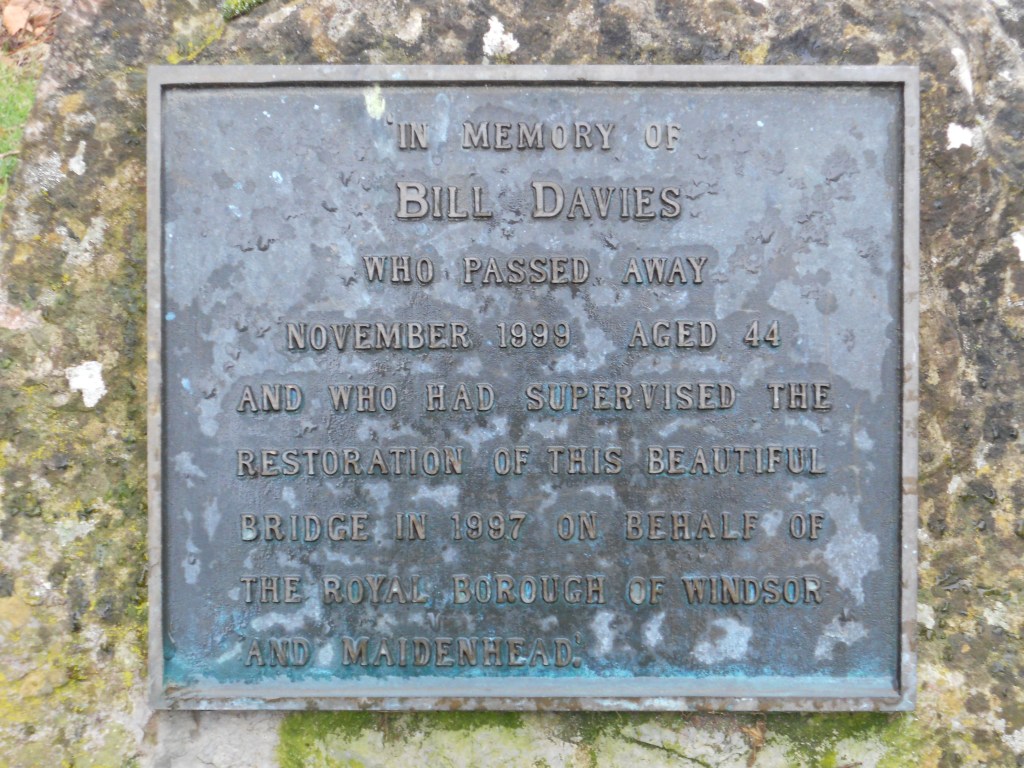 'IN MEMORY OF
BILL DAVIES
WHO PASSED AWAY
NOVEMBER 1999 AGED 44
AND WHO HAD SUPERVISED THE
RESTORATION OF THIS BEAUTIFUL
BRIDGE IN 1997 ON BEHALF OF
THE ROYAL BOROUGH OF WINDSOR
AND MAIDENHEAD.'